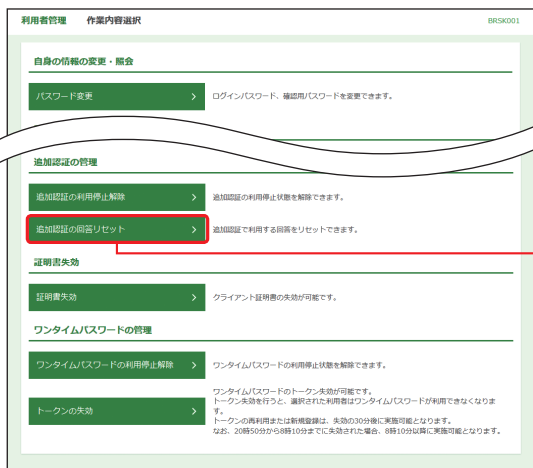 利用者管理 作業内容選択 BRSK001
自身の情報の変更・照会
パスワード変更 ログインパスワード、確認用パスワードを変更できます。
追加認証の管理
追加認証の利用停止解除 追加認証の利用停止状態を解除できます。
追加認証の回答リセット 追加認証で利用する回答をリセットできます。
証明書失効
証明書失効 クライアント証明書の失効が可能です。
ワンタイムパスワードの管理
ワンタイムパスワードの利用停止解除 ワンタイムパスワードの利用停止状態を解除できます。
トークンの失効 ワンタイムパスワードのトークン失効が可能です。
トークン失効を行うと、選択された利用者はワンタイムパスワードが利用できなくなりま
す。
トークンの再利用または新規登録は、失効の30分後に実施可能となります。
なお、20時50分から8時10分までに失効された場合、8時10分以降に実施可能となります。